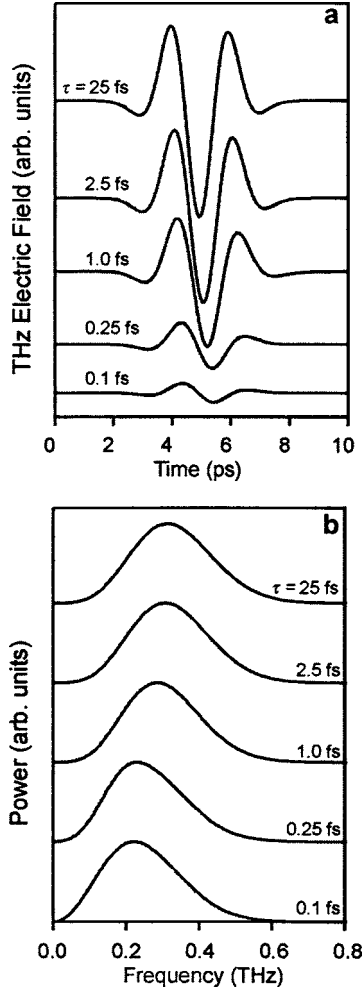 a
THz Electric Field (arb. units)
τ = 25 fs
2.5 fs
1.0 fs
0.25 fs
0.1 fs
0 2 4 6 8 10
Time (ps)
b
Power (arb. units)
τ = 25 fs
2.5 fs
1.0 fs
0.25 fs
0.1 fs
0.0 0.2 0.4 0.6 0.8
Frequency (THz)